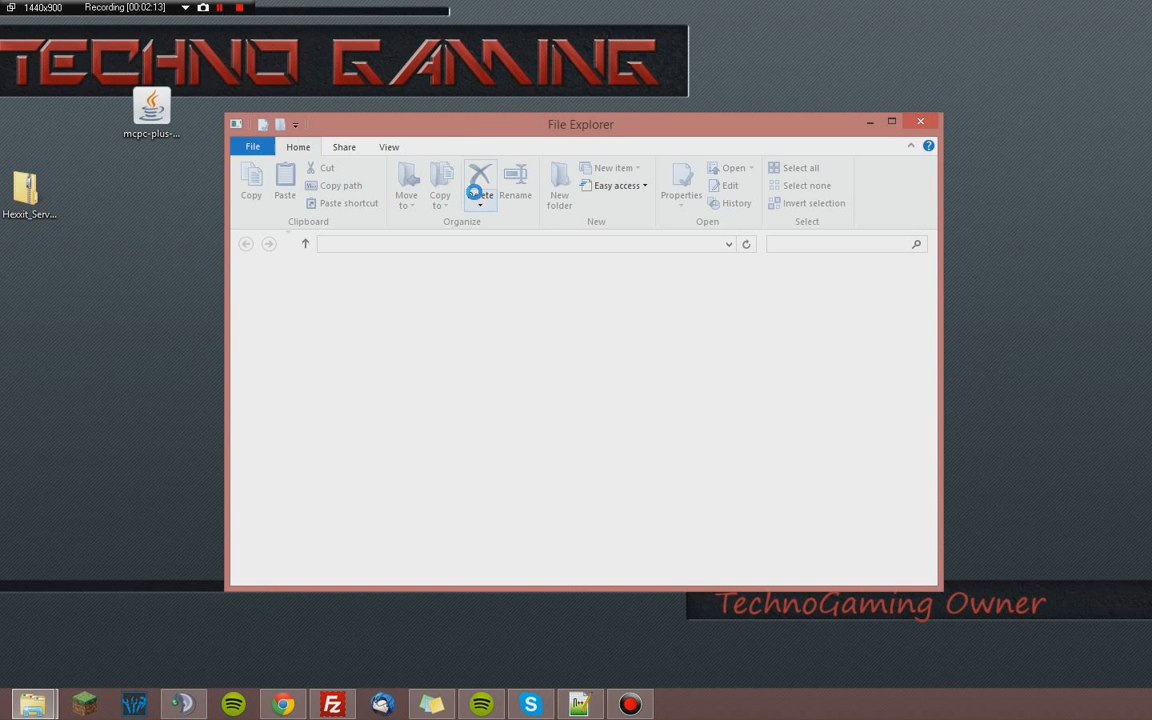 1440x900 Recording [00:02:13]
TECHNO GAMING
mcpc-plus-...
Hexxit_Serv...
File Explorer
File Home Share View
Copy
Paste
Cut
Copy path
Paste shortcut
Clipboard
Move to
Copy to
Rename
Organize
New folder
New item
Easy access
New
Properties
Open
Edit
History
Open
Select all
Select none
Invert selection
Select
TechnoGaming Owner